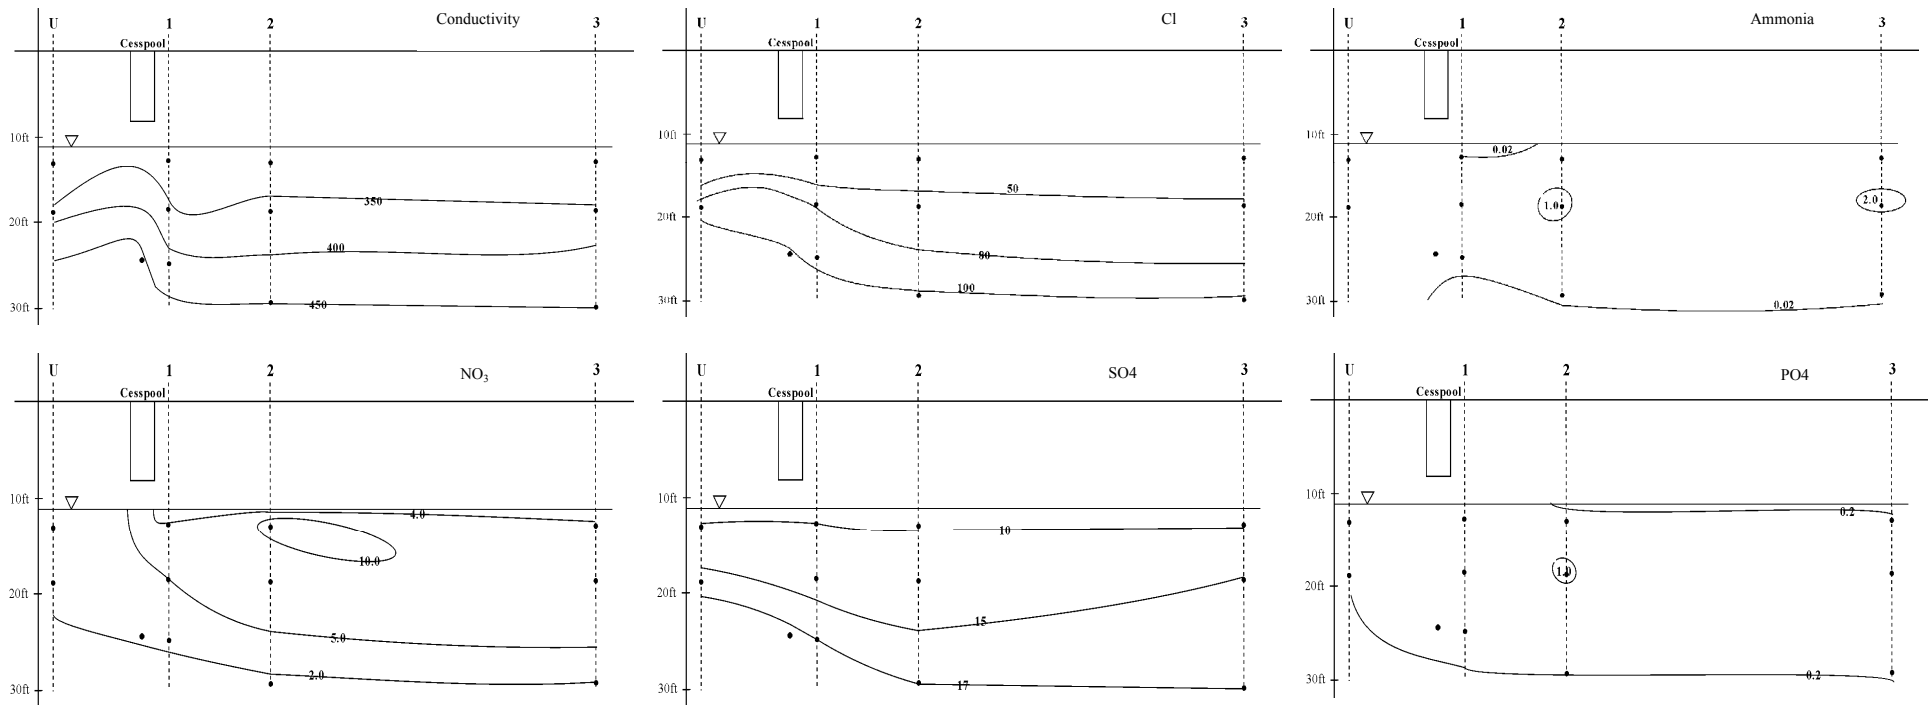 U 1 2 Conductivity 3
Cesspool
10ft
350
20ft
400
30ft 450
U 1 2 Cl 3
Cesspool
10ft
50
20ft
80
30ft 100
U 1 2 Ammonia 3
Cesspool
10ft
0.02
1.0 2.0
20ft
30ft 0.02
U 1 2 NO3 3
Cesspool
10ft
4.0
10.0
20ft
5.0
2.0
30ft
U 1 2 SO4 3
Cesspool
10ft
10
20ft
15
30ft 17
U 1 2 PO4 3
Cesspool
10ft
0.2
1.0
20ft
30ft 0.2